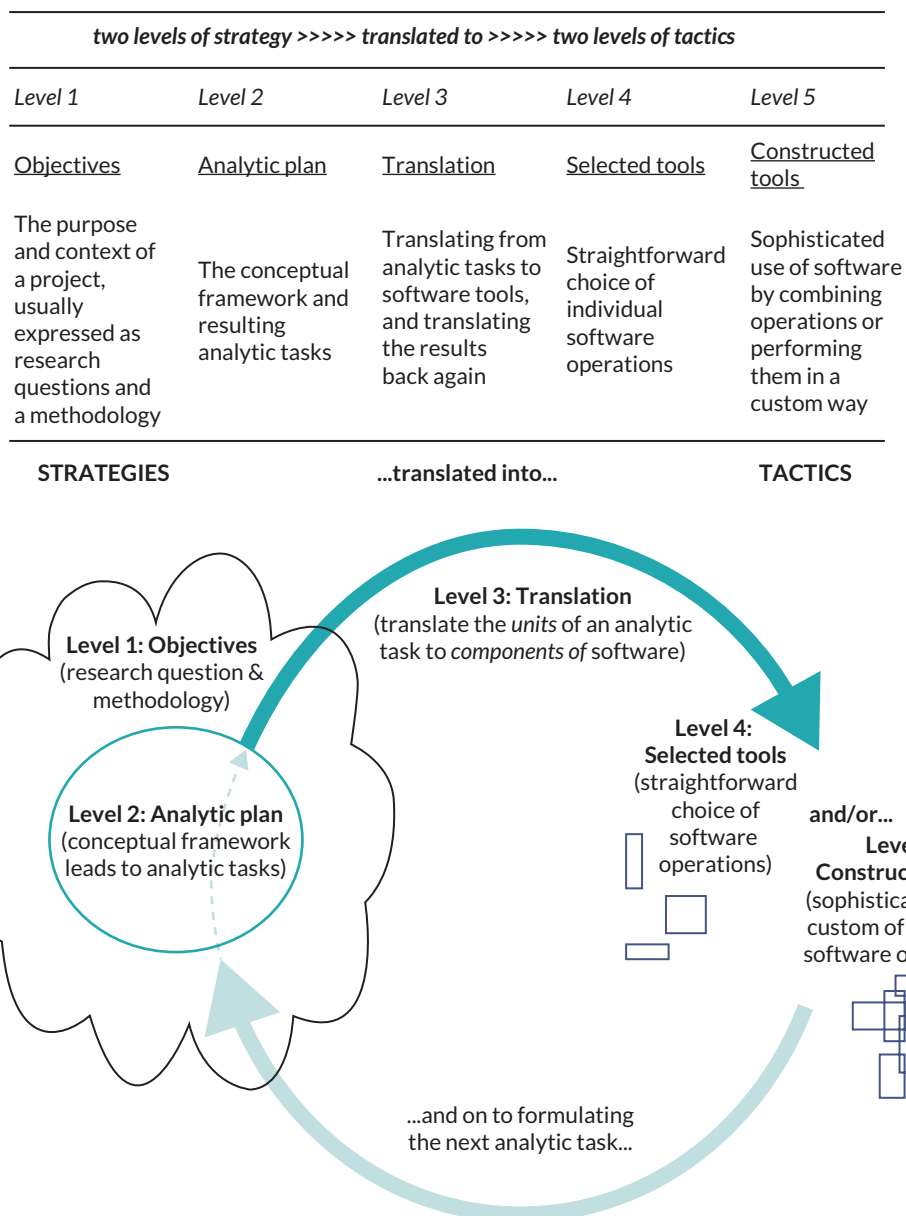 two levels of strategy >>>>> translated to >>>>> two levels of tactics
Level 1
Level 2
Level 3
Level 4
Level 5
Objectives
Analytic plan
Translation
Selected tools
Constructed
tools
The purpose
and context of
a project,
usually
expressed as
research
questions and
a methodology
The conceptual
framework and
resulting
analytic tasks
Translating from
analytic tasks to
software tools,
and translating
the results
back again
Straightforward
choice of
individual
software
operations
Sophisticated
use of software
by combining
operations or
performing
them in a
custom way
STRATEGIES
...translated into...
TACTICS
Level 1: Objectives
(research question &
methodology)
Level 2: Analytic plan
(conceptual framework
leads to analytic tasks)
Level 3: Translation
(translate the units of an analytic
task to components of software)
Level 4:
Selected tools
(straightforward
choice of
software
operations)
and/or...
Leve
Construc
(sophistica
custom of
software o
...and on to formulating
the next analytic task...